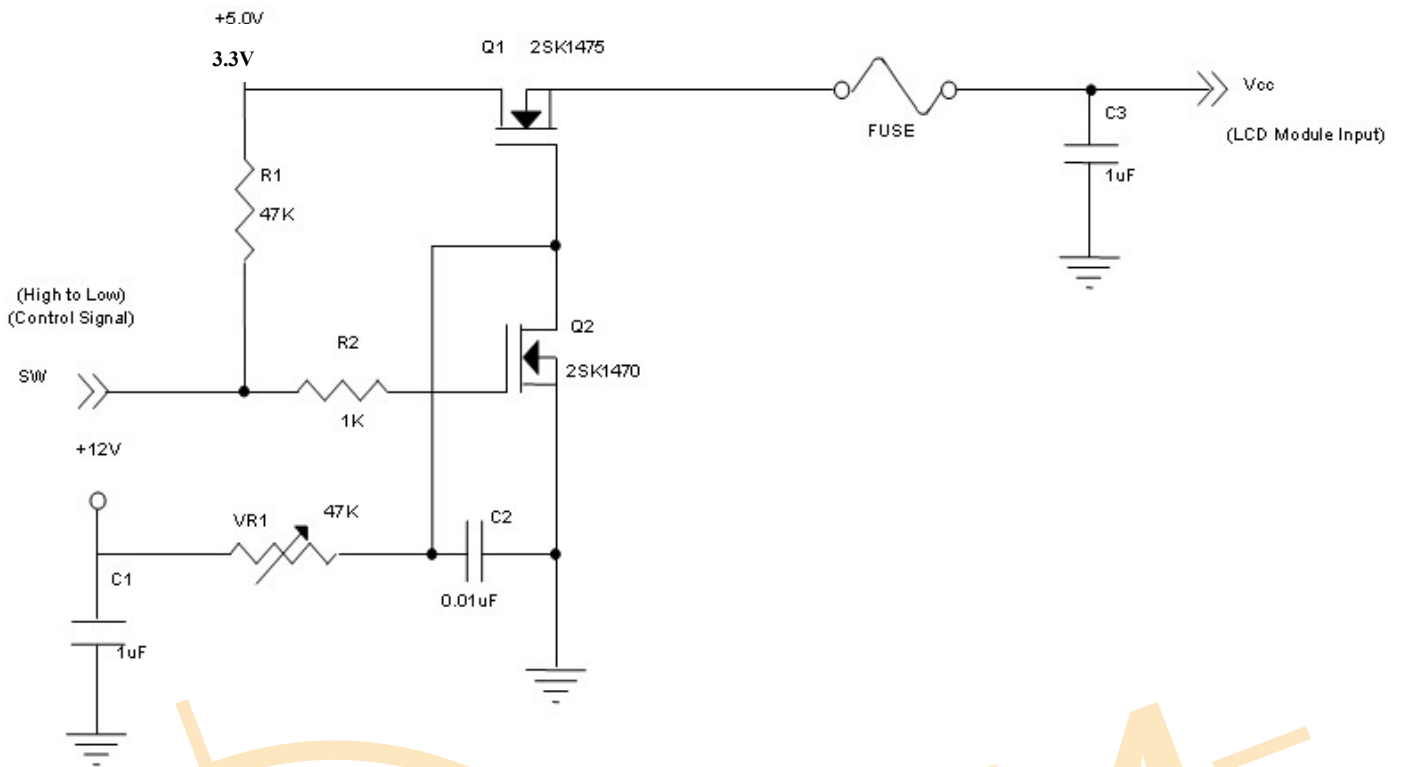 +5.0V
3.3V
Q1 2SK1475
FUSE
Vcc
C3
(LCD Module Input)
1uF
R1
47K
(High to Low)
(Control Signal)
SW
R2
1K
Q2
2SK1470
+12V
VR1
47K
C2
0.01uF
C1
1uF